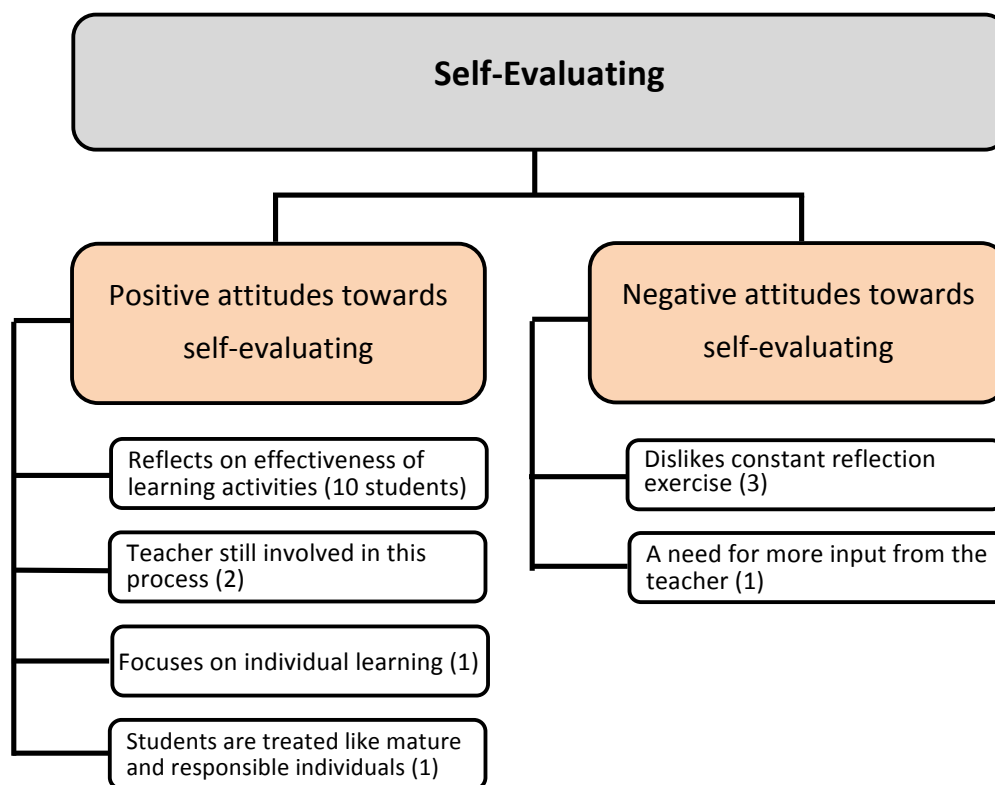 Self-Evaluating
Positive attitudes towards
self-evaluating
Reflects on effectiveness of
learning activities (10 students)
Teacher still involved in this
process (2)
Focuses on individual learning (1)
Students are treated like mature
and responsible individuals (1)
Negative attitudes towards
self-evaluating
Dislikes constant reflection
exercise (3)
A need for more input from the
teacher (1)